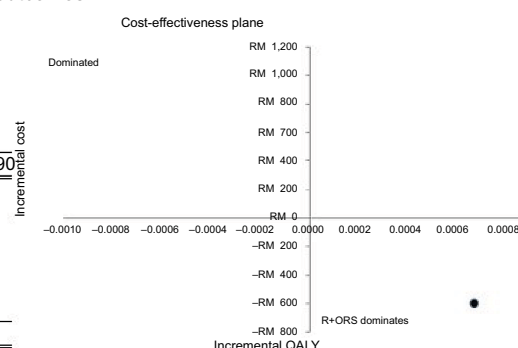 Cost-effectiveness plane
RM 1,200
Dominated
RM 1,000
RM 800
RM 700
RM 400
RM 200
RM 0
Incremental cost
90
–0.0010 –0.0008 –0.0006 –0.0004 –0.0002 0.0000 0.0002 0.0004 0.0006 0.0008
–RM 200
–RM 400
–RM 600
R+ORS dominates
–RM 800
Incremental QALY